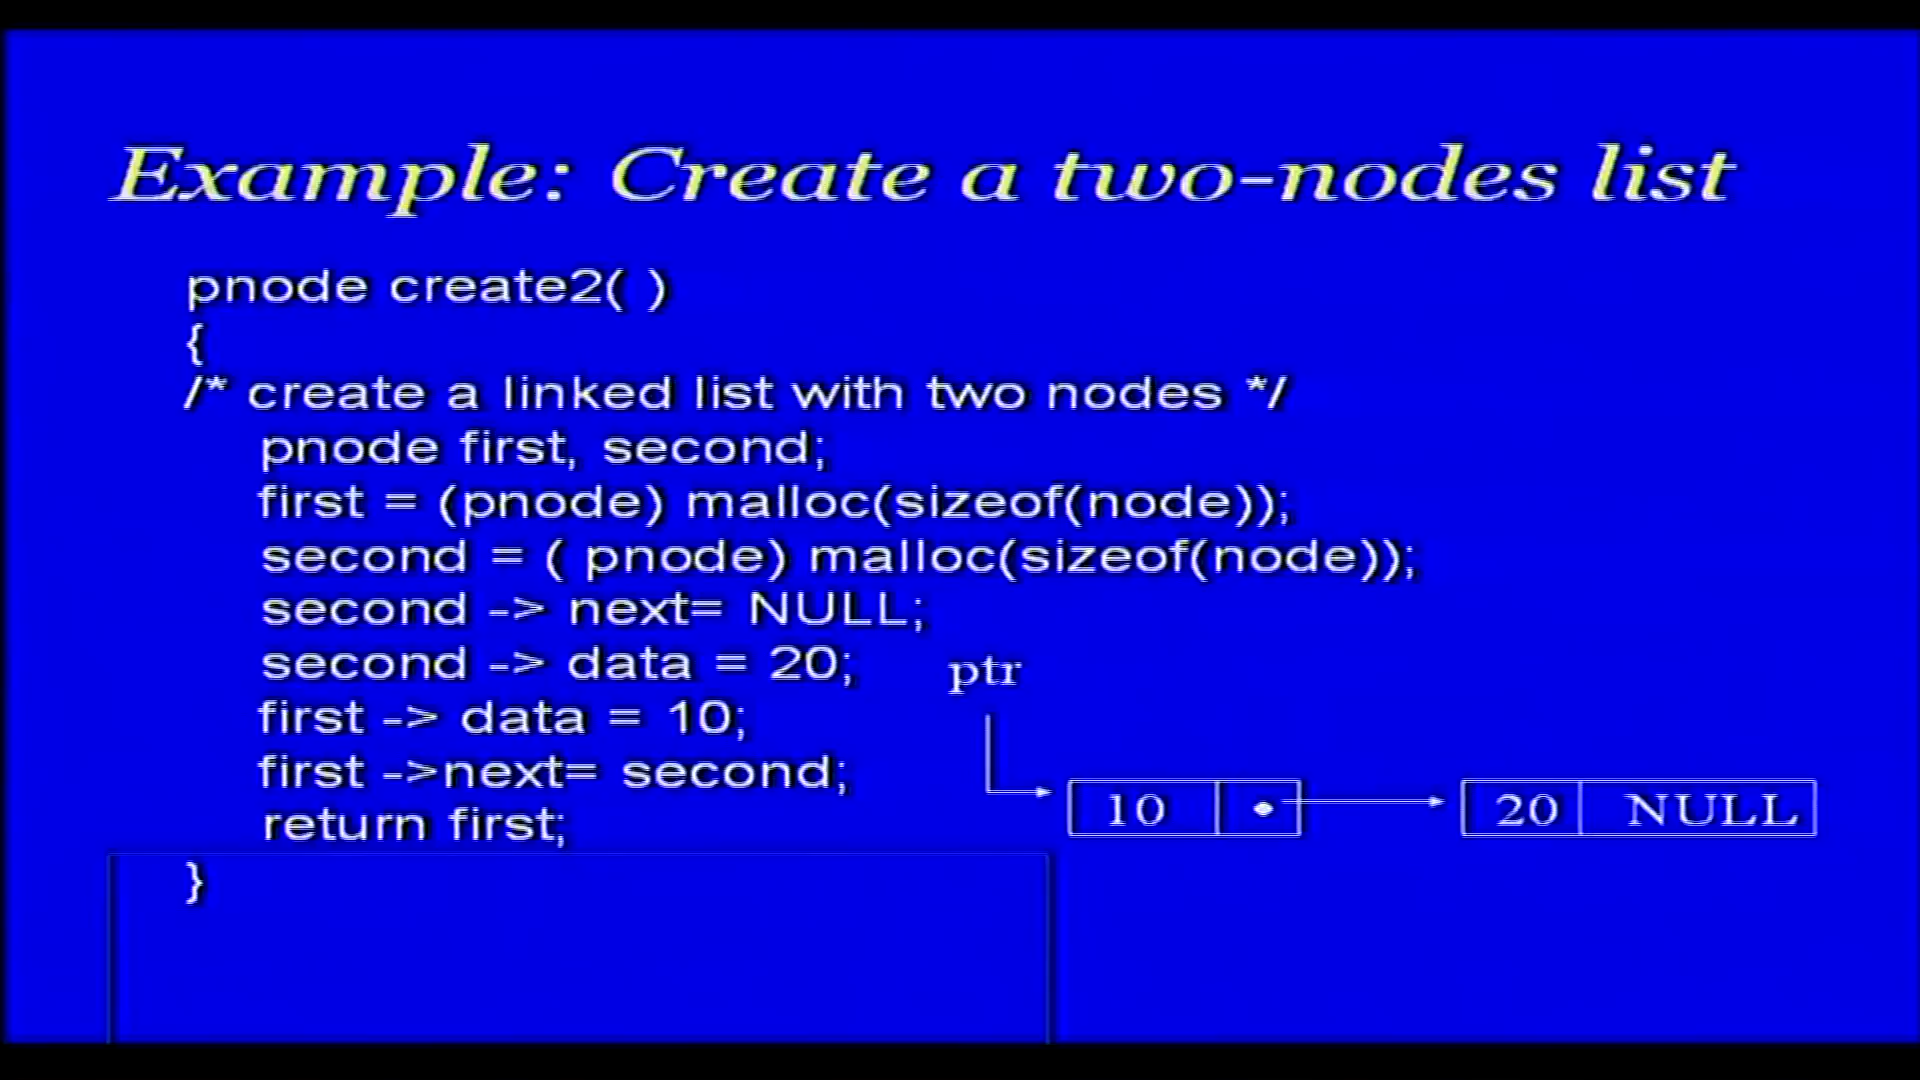 Example: Create a two-nodes list
pnode create2( )
{
/* create a linked list with two nodes */
pnode first, second;
first = (pnode) malloc(sizeof(node));
second = ( pnode) malloc(sizeof(node));
second -> next= NULL;
second -> data = 20;
first -> data = 10;
first ->next= second;
return first;
}
ptr
10
20 NULL